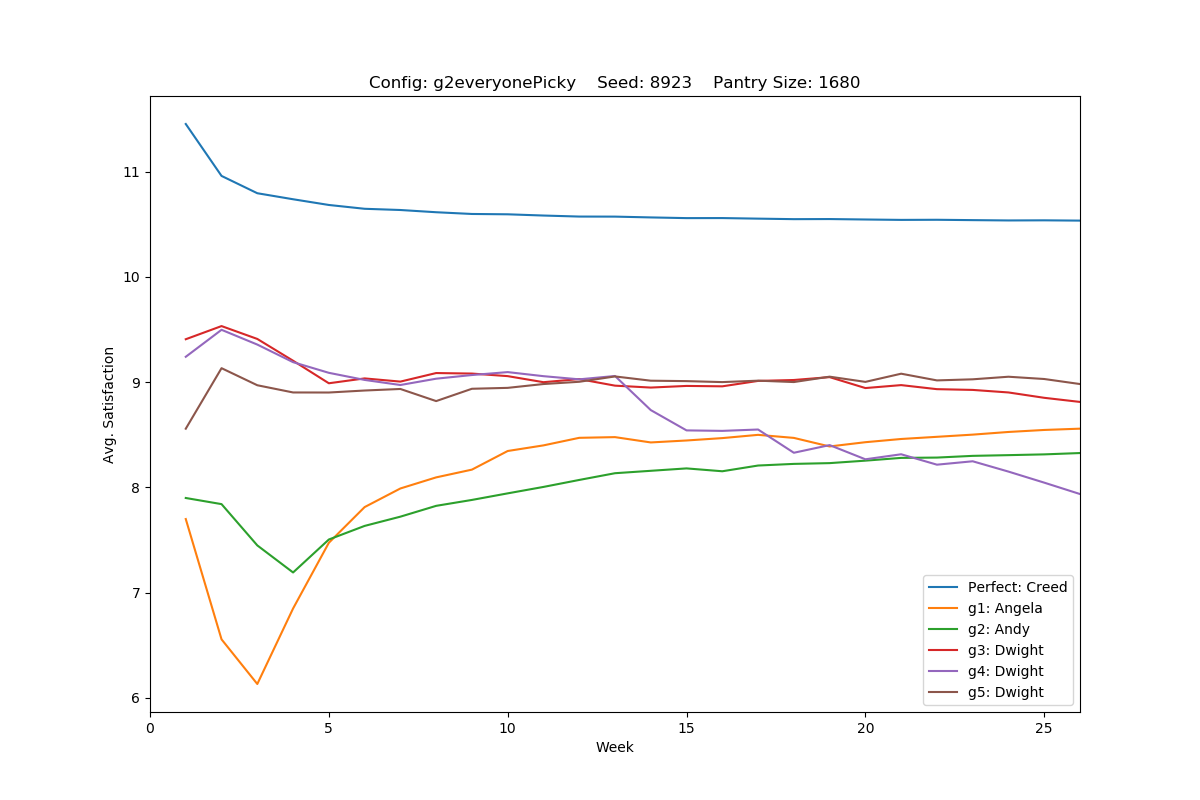 Config: g2everyonePicky    Seed: 8923    Pantry Size: 1680
Avg. Satisfaction
11
10
9
8
7
6
0 5 10 15 20 25
Week
Perfect: Creed
g1: Angela
g2: Andy
g3: Dwight
g4: Dwight
g5: Dwight